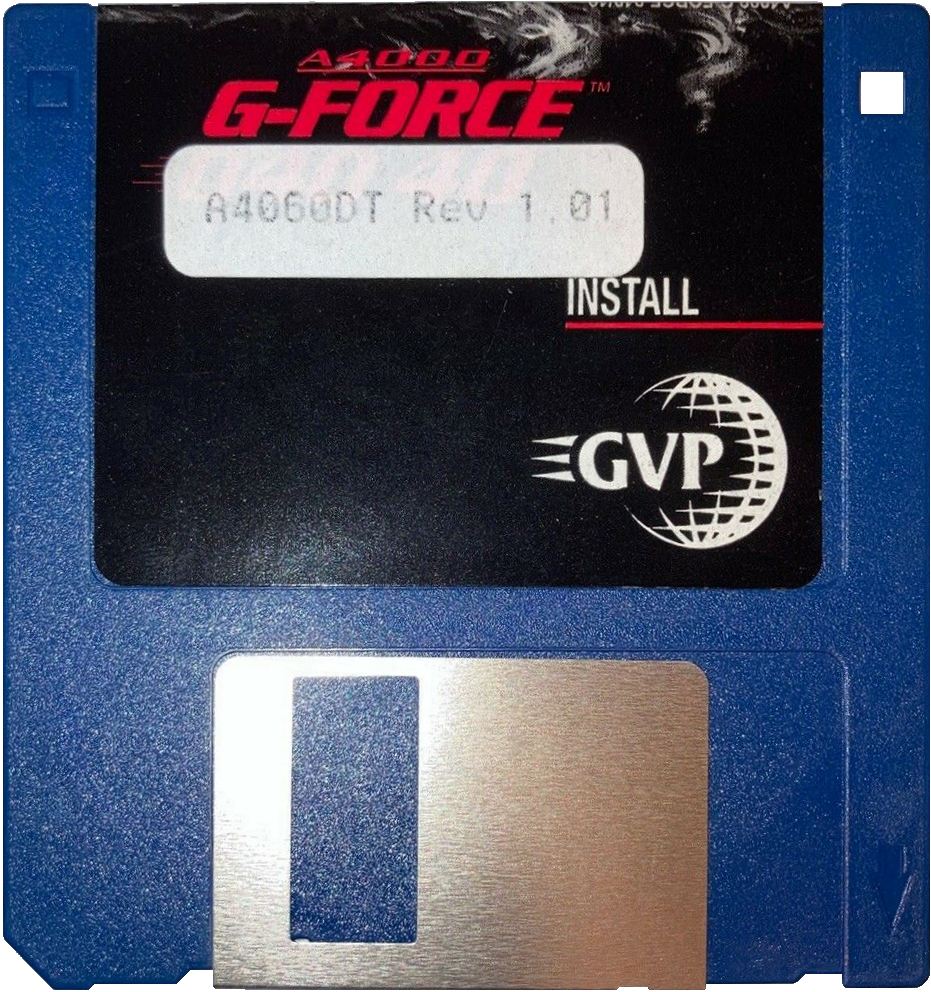 A4000
G-FORCE™
A4060DT Rev 1.01
INSTALL
GVP